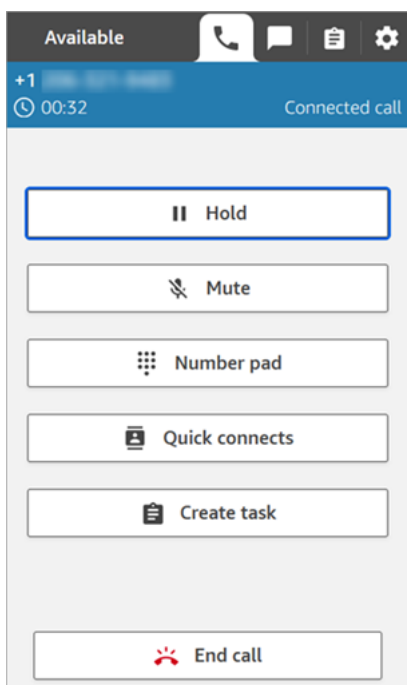 Available
+1
00:32 Connected call
Hold
Mute
Number pad
Quick connects
Create task
End call